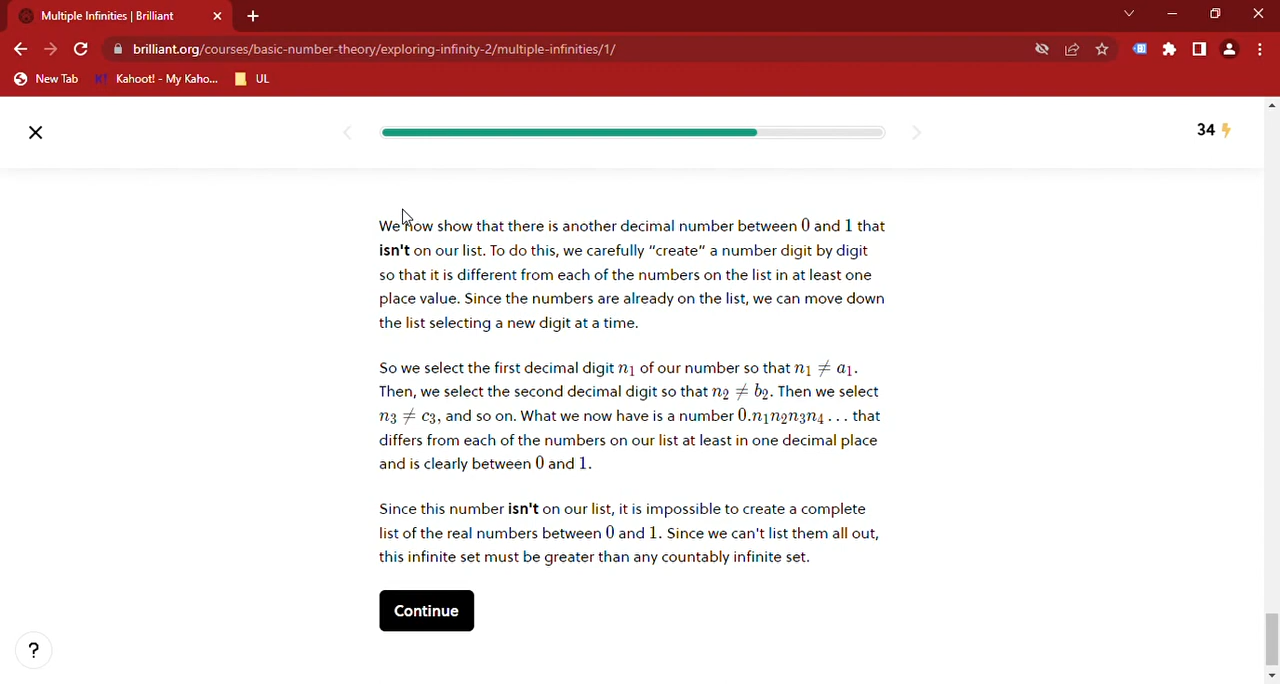 Multiple Infinities | Brilliant
brilliant.org/courses/basic-number-theory/exploring-infinity-2/multiple-infinities/1/
New Tab
K! Kahoot! - My Kaho...
UL
34
We now show that there is another decimal number between 0 and 1 that
isn't on our list. To do this, we carefully “create” a number digit by digit
so that it is different from each of the numbers on the list in at least one
place value. Since the numbers are already on the list, we can move down
the list selecting a new digit at a time.
So we select the first decimal digit n₁ of our number so that n₁ ≠ a₁.
Then, we select the second decimal digit so that n₂ ≠ b₂. Then we select
n₃ ≠ c₃, and so on. What we now have is a number 0.n₁n₂n₃n₄... that
differs from each of the numbers on our list at least in one decimal place
and is clearly between 0 and 1.
Since this number isn't on our list, it is impossible to create a complete
list of the real numbers between 0 and 1. Since we can't list them all out,
this infinite set must be greater than any countably infinite set.
Continue
?